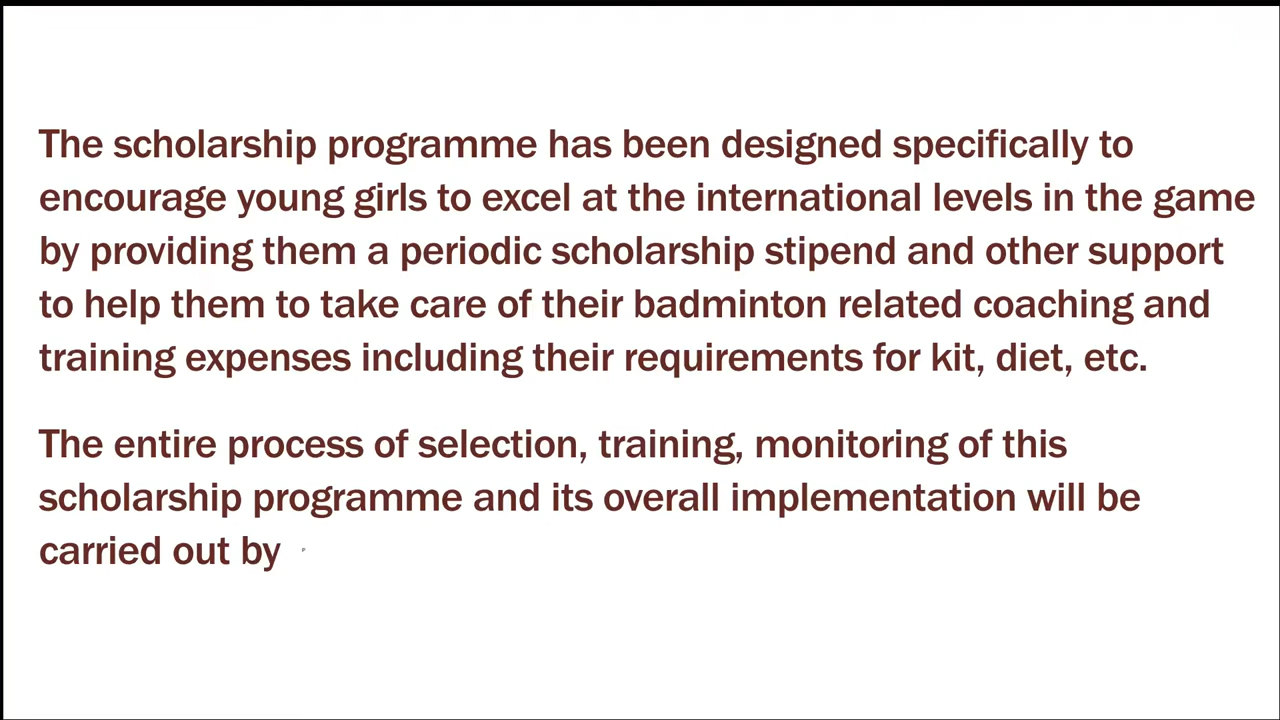 The scholarship programme has been designed specifically to
encourage young girls to excel at the international levels in the game
by providing them a periodic scholarship stipend and other support
to help them to take care of their badminton related coaching and
training expenses including their requirements for kit, diet, etc.
The entire process of selection, training, monitoring of this
scholarship programme and its overall implementation will be
carried out by